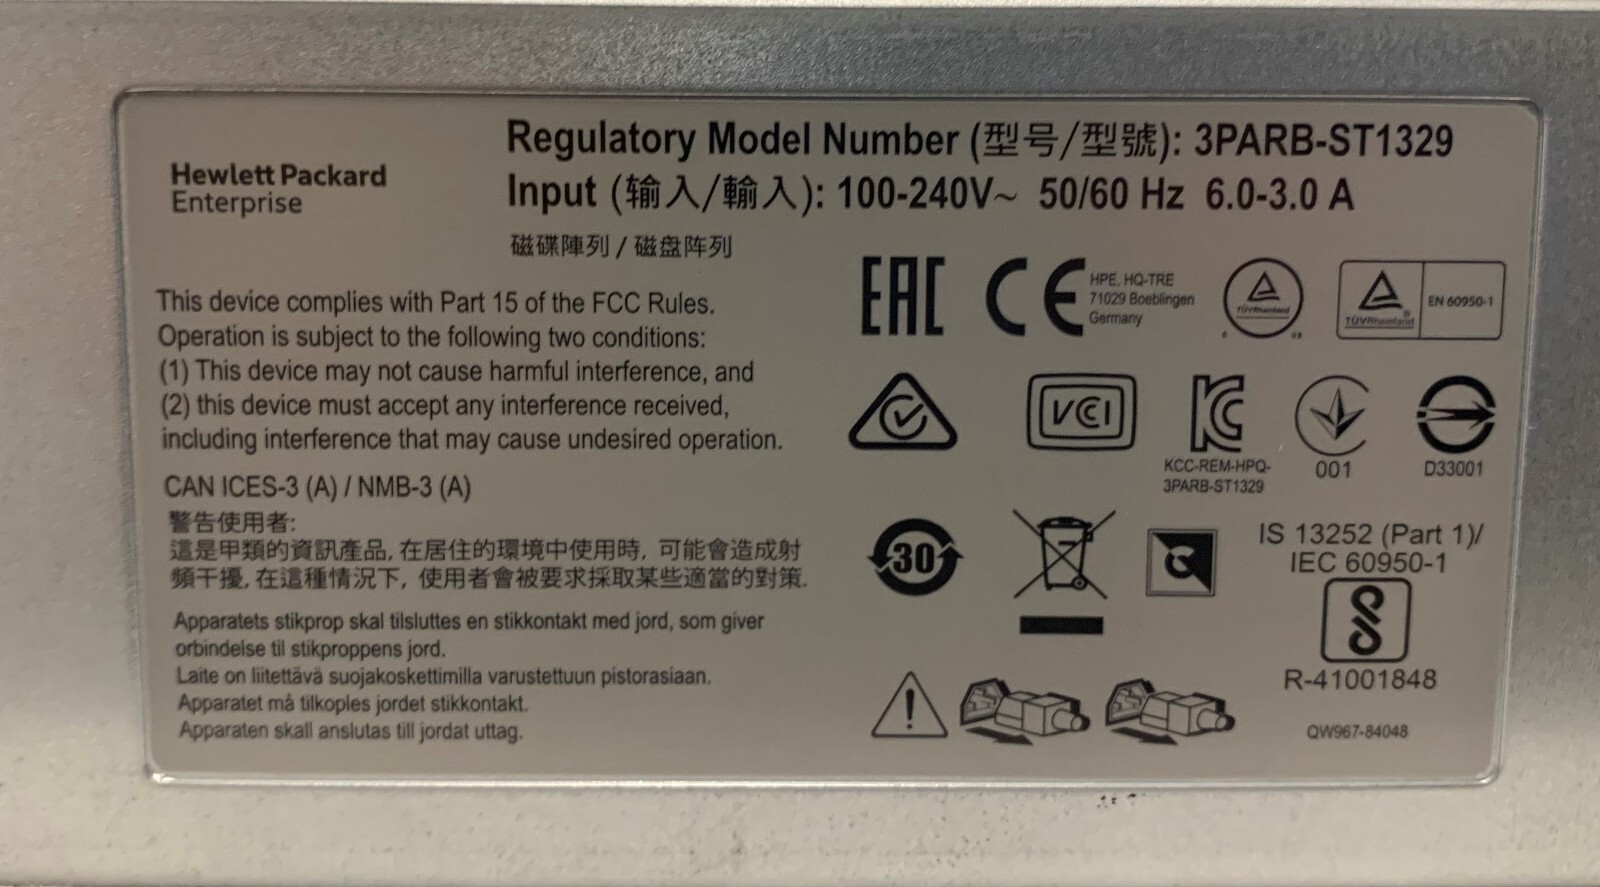 Hewlett Packard
Enterprise
Regulatory Model Number (型号/型號): 3PARB-ST1329
Input (输入/輸入): 100-240V~ 50/60 Hz 6.0-3.0 A
磁碟陣列 / 磁盘阵列
This device complies with Part 15 of the FCC Rules.
Operation is subject to the following two conditions:
(1) This device may not cause harmful interference, and
(2) this device must accept any interference received,
including interference that may cause undesired operation.
CAN ICES-3 (A) / NMB-3 (A)
警告使用者:
這是甲類的資訊產品, 在居住的環境中使用時, 可能會造成射
頻干擾, 在這種情況下, 使用者會被要求採取某些適當的對策.
Apparatets stikprop skal tilsluttes en stikkontakt med jord, som giver
orbindelse til stikproppens jord.
Laite on liitettävä suojakoskettimilla varustettuun pistorasiaan.
Apparatet må tilkoples jordet stikkontakt.
Apparaten skall anslutas till jordat uttag.
EAC
CE
HPE, HQ-TRE
71029 Boeblingen
Germany
TÜVRheinland
TÜVRheinland ®
EN 60950-1
VCI
KC
KCC-REM-HPQ-
3PARB-ST1329
001
D33001
30
IS 13252 (Part 1)/
IEC 60950-1
R-41001848
QW967-84048